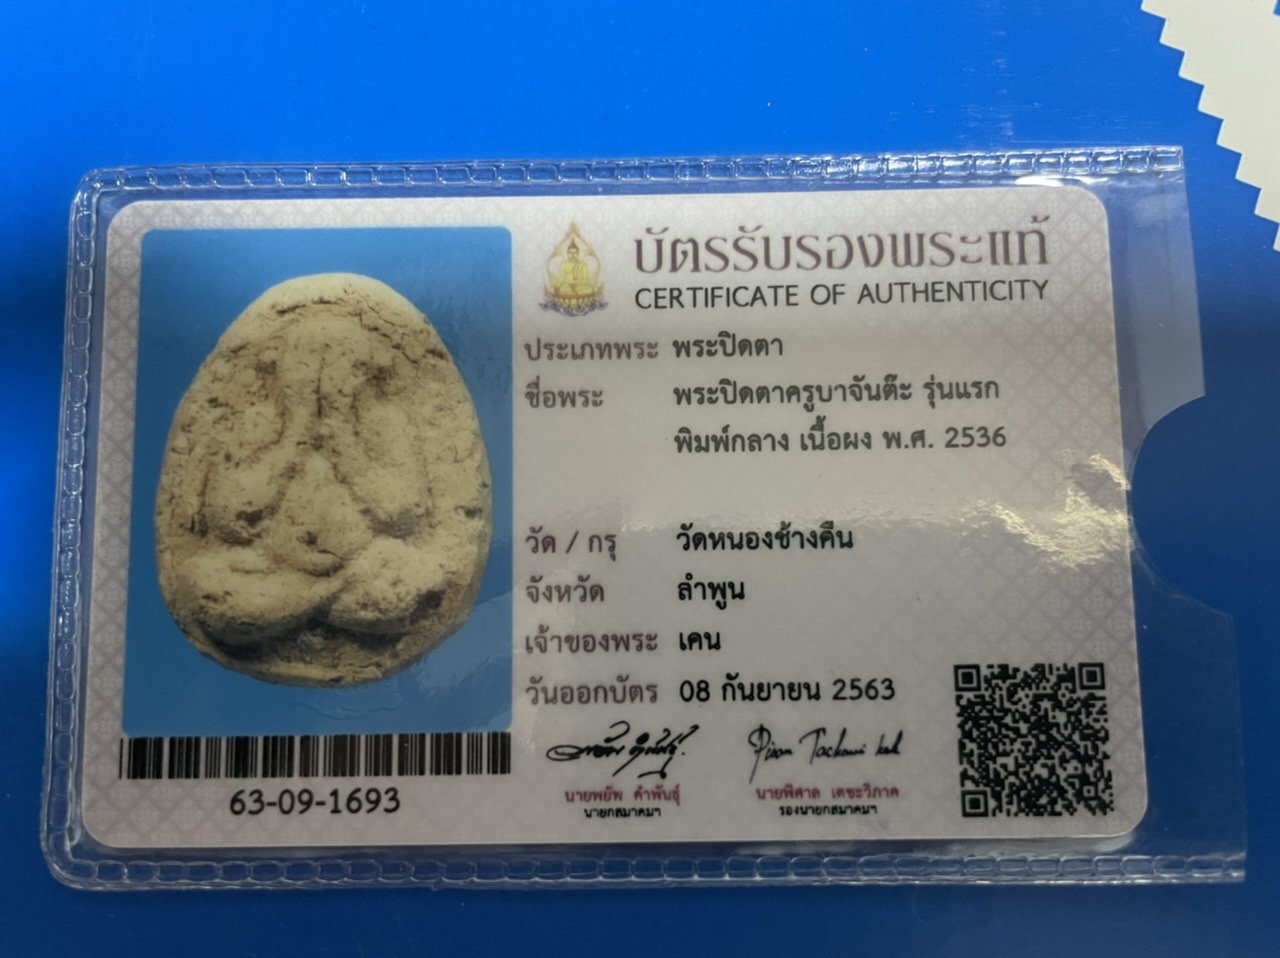 บัตรรับรองพระแท้
CERTIFICATE OF AUTHENTICITY
ประเภทพระ พระปิดตา
ชื่อพระ พระปิดตาครูบาจันต๊ะ รุ่นแรก
พิมพ์กลาง เนื้อผง พ.ศ. 2536
วัด / กรุ วัดหนองช้างคืน
จังหวัด ลำพูน
เจ้าของพระ เคน
วันออกบัตร 08 กันยายน 2563
63-09-1693
นายพยัพ คำพันธุ์
นายกสมาคมฯ
นายพิศาล เตชะวิภาค
รองนายกสมาคมฯ